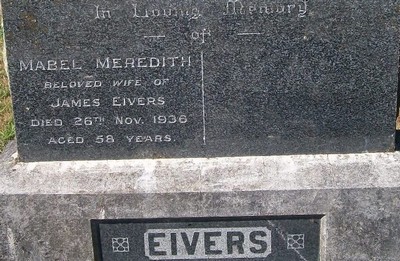 In Loving Memory
— of —
MABEL MEREDITH
BELOVED WIFE OF
JAMES EIVERS
DIED 26TH NOV. 1936
AGED 58 YEARS.
EIVERS